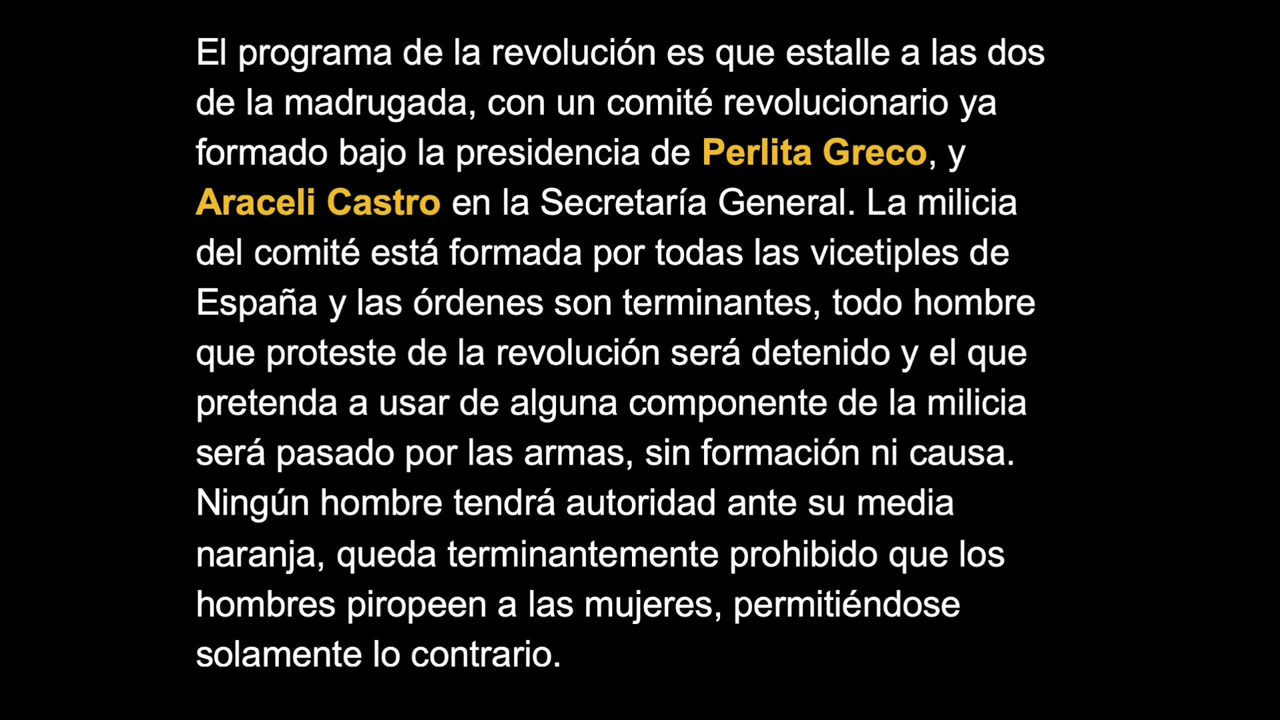 El programa de la revolución es que estalle a las dos
de la madrugada, con un comité revolucionario ya
formado bajo la presidencia de Perlita Greco, y
Araceli Castro en la Secretaría General. La milicia
del comité está formada por todas las vicetiples de
España y las órdenes son terminantes, todo hombre
que proteste de la revolución será detenido y el que
pretenda a usar de alguna componente de la milicia
será pasado por las armas, sin formación ni causa.
Ningún hombre tendrá autoridad ante su media
naranja, queda terminantemente prohibido que los
hombres piropeen a las mujeres, permitiéndose
solamente lo contrario.